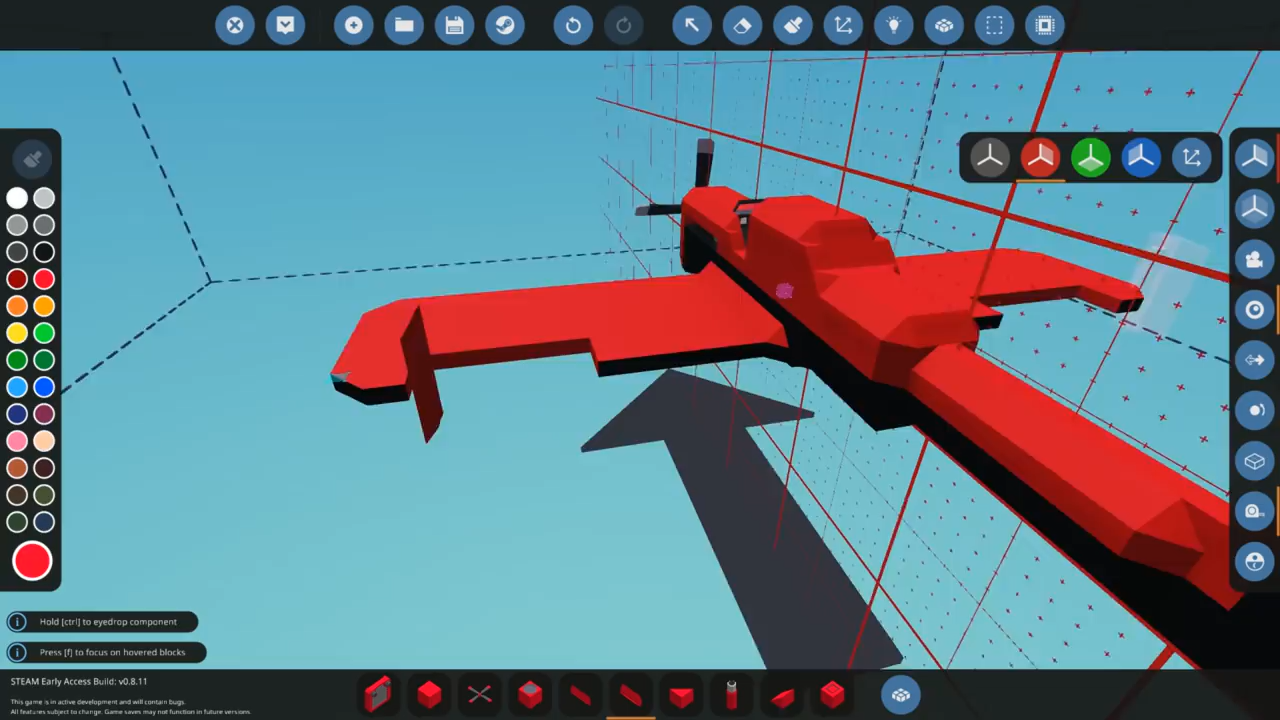 Hold [ctrl] to eyedrop component
Press [f] to focus on hovered blocks
STEAM Early Access Build: v0.8.11
This game is in active development and will contain bugs.
All features subject to change. Game saves may not function in future versions.